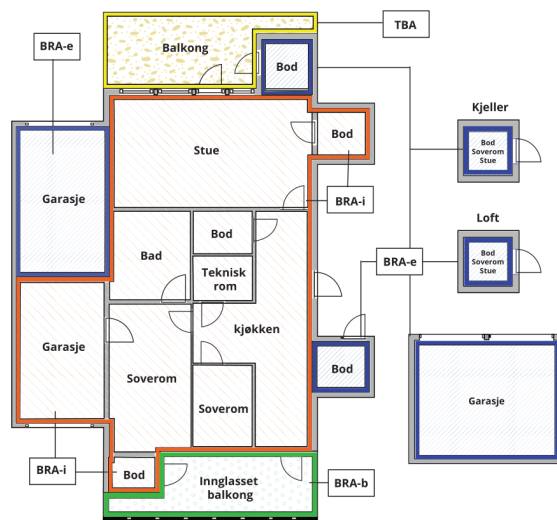 TBA
BRA-e
Balkong
Bod
Kjeller
Bod
Soverom
Stue
Stue
Bod
Garasje
BRA-i
Loft
Bod
Soverom
Stue
Bod
Bad
Teknisk
rom
BRA-e
kjøkken
Garasje
Soverom
Bod
Soverom
Garasje
BRA-i
Bod
Innglasset
balkong
BRA-b